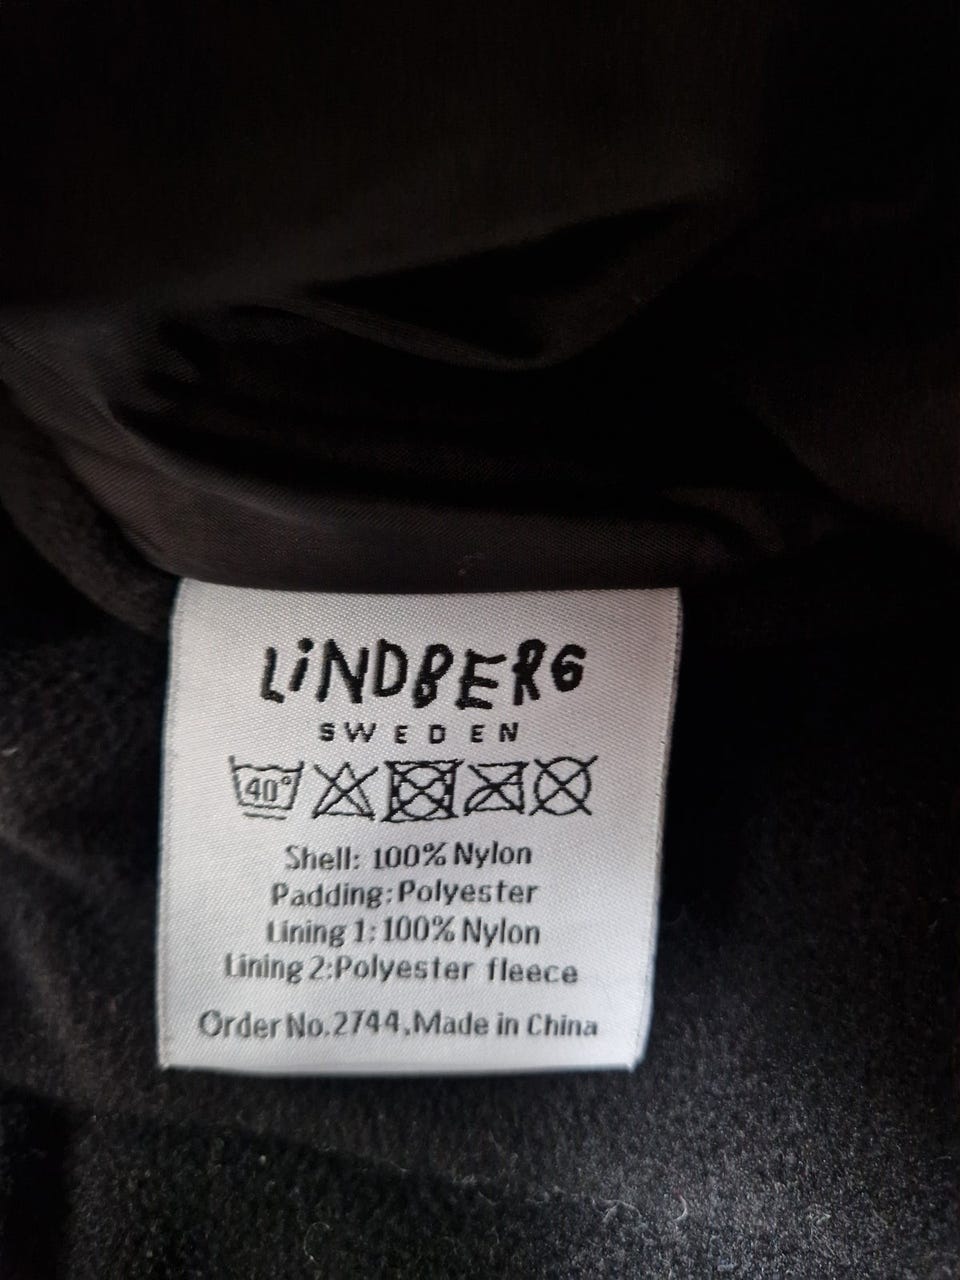 LiNDBERG
SWEDEN
40°
Shell: 100% Nylon
Padding:Polyester
Lining 1: 100% Nylon
Lining 2:Polyester fleece
Order No.2744,Made in China